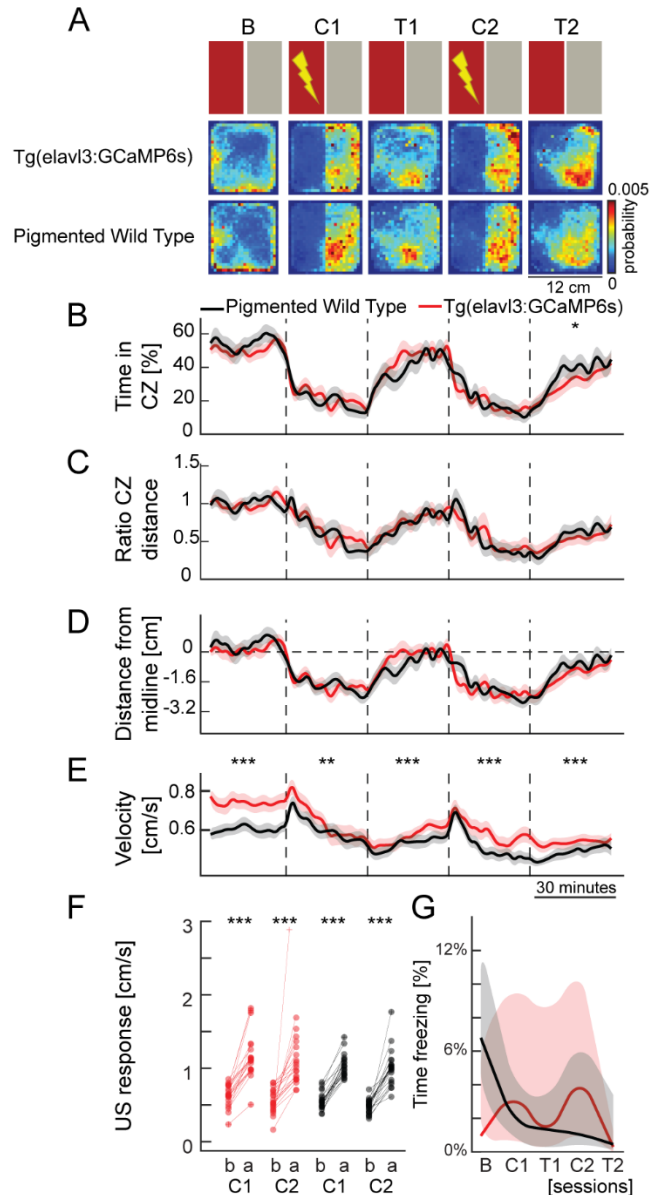 A
B C1 T1 C2 T2
Tg(elavl3:GCaMP6s)
Pigmented Wild Type
0.005
probability
0
12 cm
B
Pigmented Wild Type Tg(elavl3:GCaMP6s)
Time in
CZ [%]
60
40
20
0
*
C
Ratio CZ
distance
1.5
1
0.5
0
D
Distance from
midline [cm]
0
-1.6
-3.2
E
*** ** *** *** ***
Velocity
[cm/s]
0.8
0.6
30 minutes
F
*** *** *** ***
US response [cm/s]
3
2
1
0
b a b a b a b a
C1 C2 C1 C2
G
Time freezing [%]
12%
6%
0%
B C1 T1 C2 T2
[sessions]